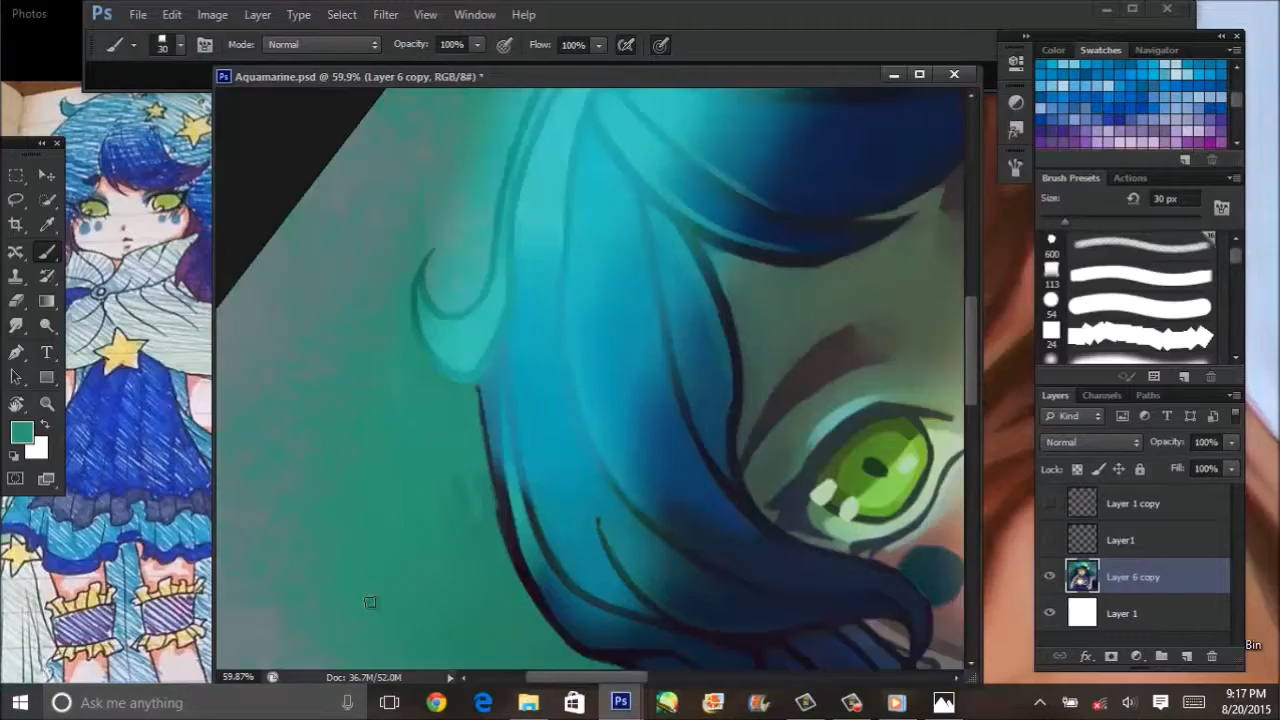 Photos
Ps File Edit Image Layer Type Select Filter View Window Help
30 Mode: Normal Opacity: 100% Flow: 100%
Ps Aquamarine.psd @ 59.9% (Layer 6 copy, RGB/8#) *
Color Swatches Navigator
Brush Presets Actions
Size: 30 px
600
113
54
24
Layers Channels Paths
Kind
Normal Opacity: 100%
Lock: Fill: 100%
Layer 1 copy
Layer1
Layer 6 copy
Layer 1
Bin
59.87% Doc: 36.7M/52.0M
Ask me anything
Ps
9:17 PM
8/20/2015